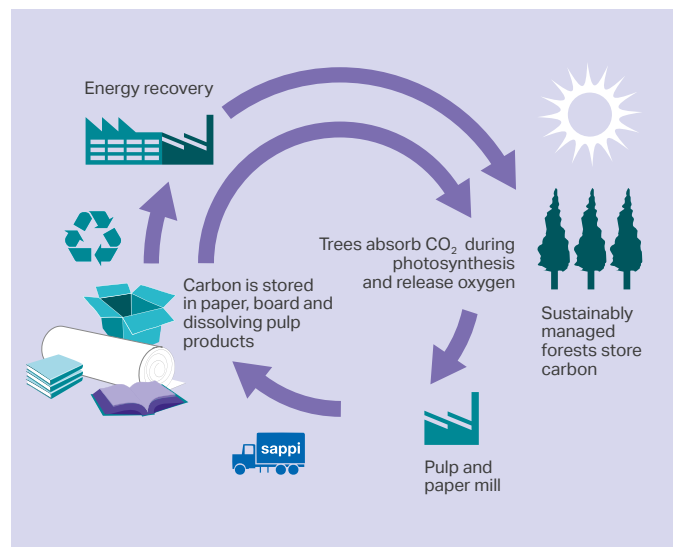 Energy recovery
Trees absorb CO₂ during
photosynthesis
and release oxygen
Carbon is stored
in paper, board and
dissolving pulp
products
Sustainably
managed
forests store
carbon
sappi
Pulp and
paper mill